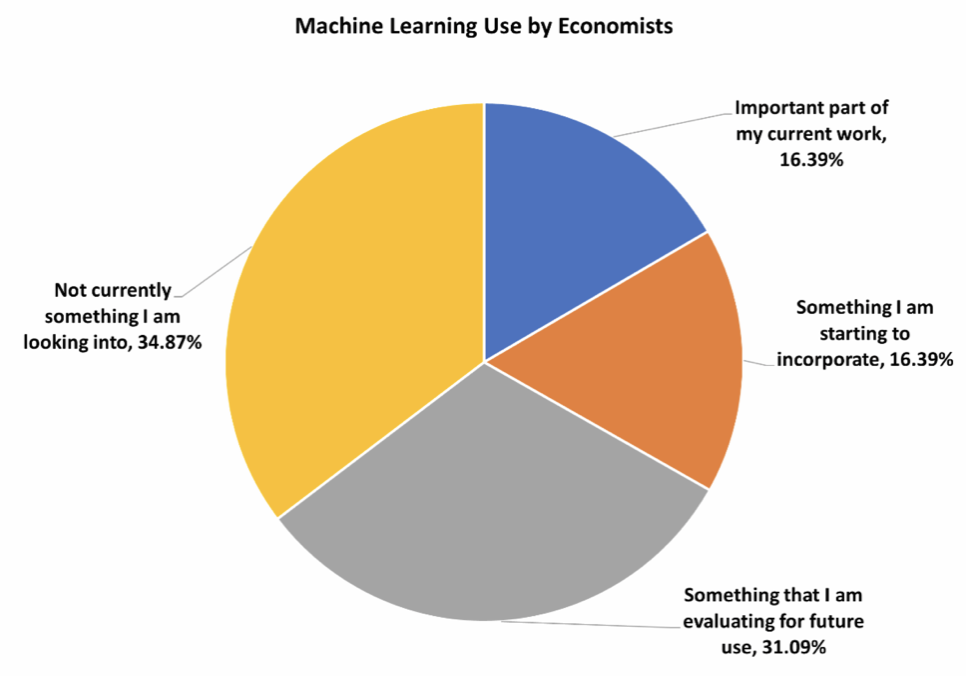 Machine Learning Use by Economists
Important part of
my current work,
16.39%
Not currently
something I am
looking into, 34.87%
Something I am
starting to
incorporate, 16.39%
Something that I am
evaluating for future
use, 31.09%